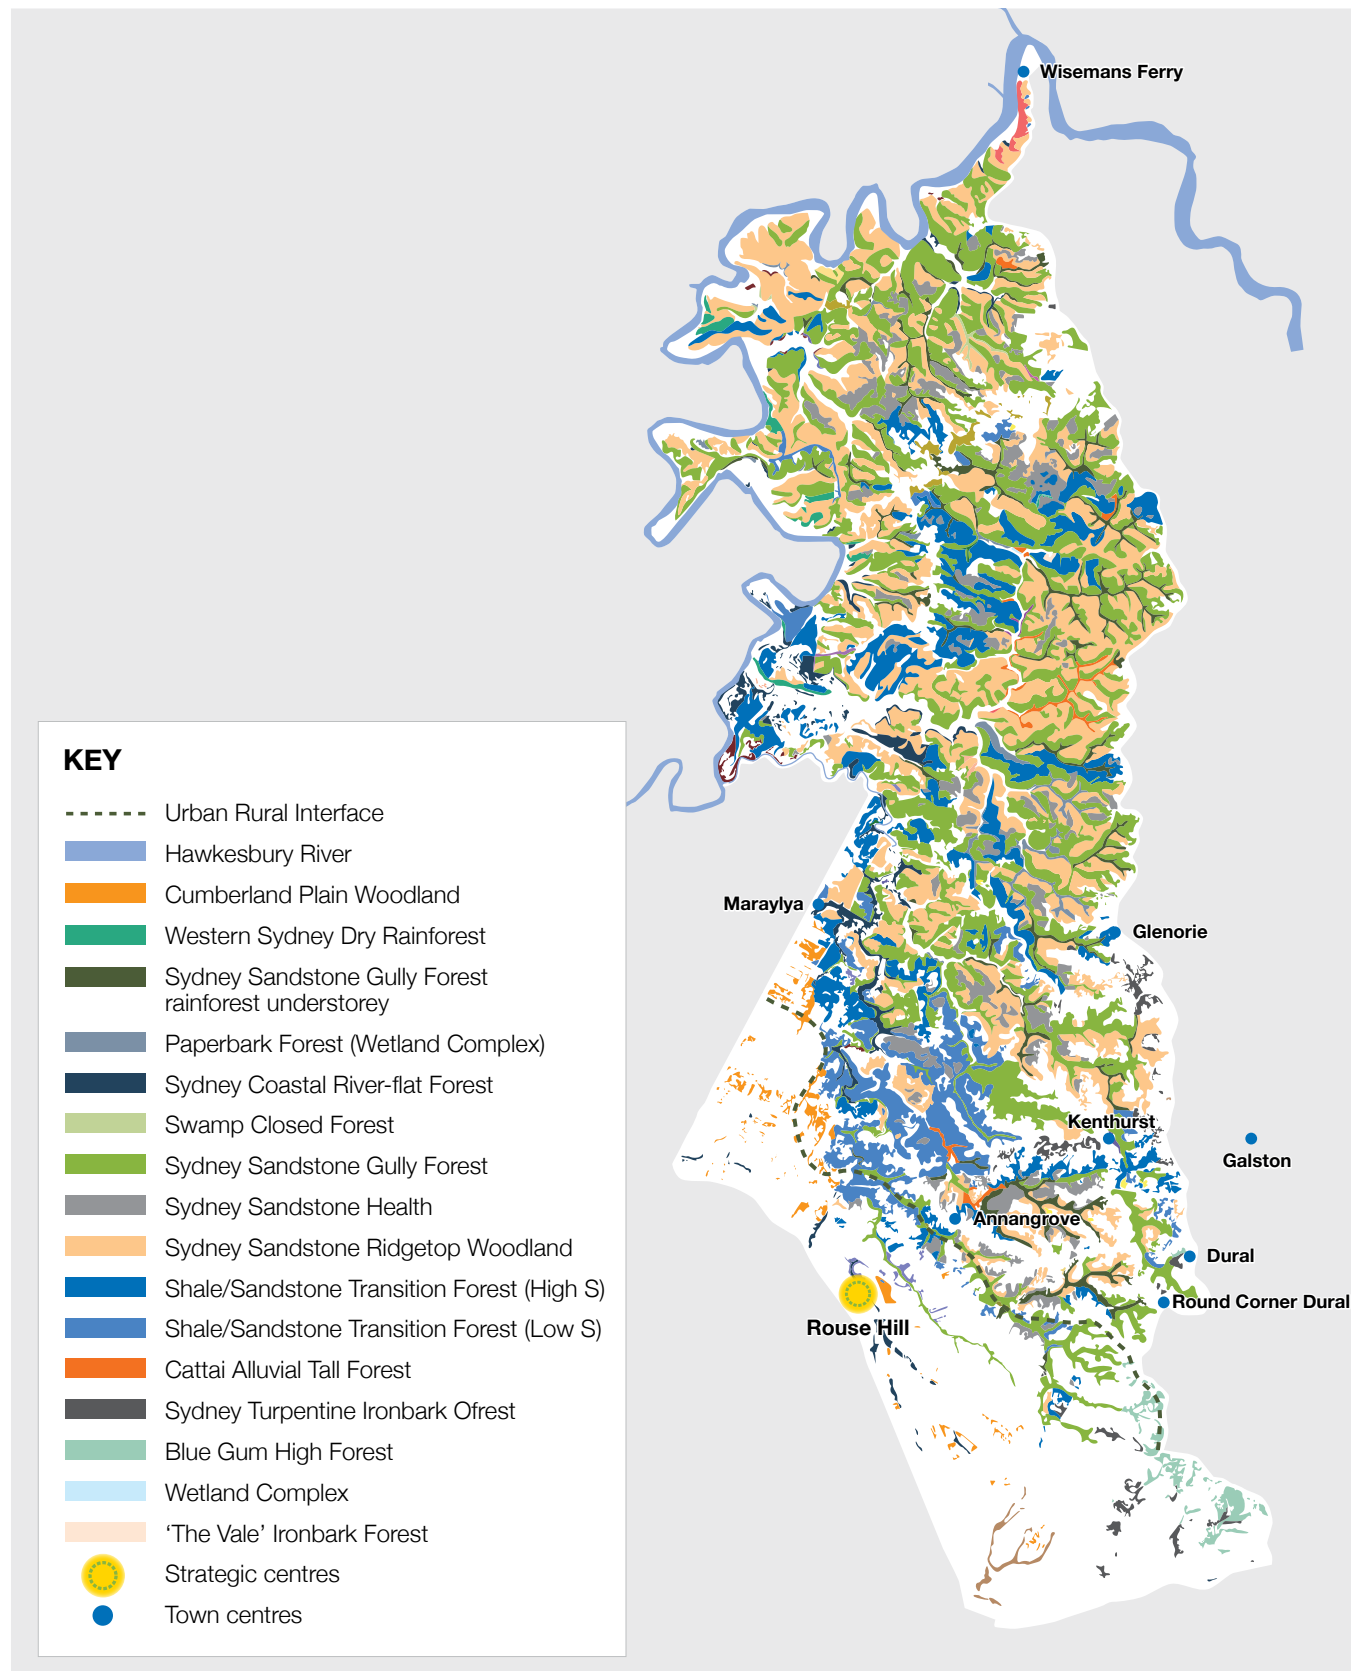 Wisemans Ferry
Maraylya
Glenorie
Kenthurst
Galston
Annangrove
Dural
Round Corner Dural
Rouse Hill
KEY
Urban Rural Interface
Hawkesbury River
Cumberland Plain Woodland
Western Sydney Dry Rainforest
Sydney Sandstone Gully Forest
rainforest understorey
Paperbark Forest (Wetland Complex)
Sydney Coastal River-flat Forest
Swamp Closed Forest
Sydney Sandstone Gully Forest
Sydney Sandstone Health
Sydney Sandstone Ridgetop Woodland
Shale/Sandstone Transition Forest (High S)
Shale/Sandstone Transition Forest (Low S)
Cattai Alluvial Tall Forest
Sydney Turpentine Ironbark Ofrest
Blue Gum High Forest
Wetland Complex
‘The Vale’ Ironbark Forest
Strategic centres
Town centres